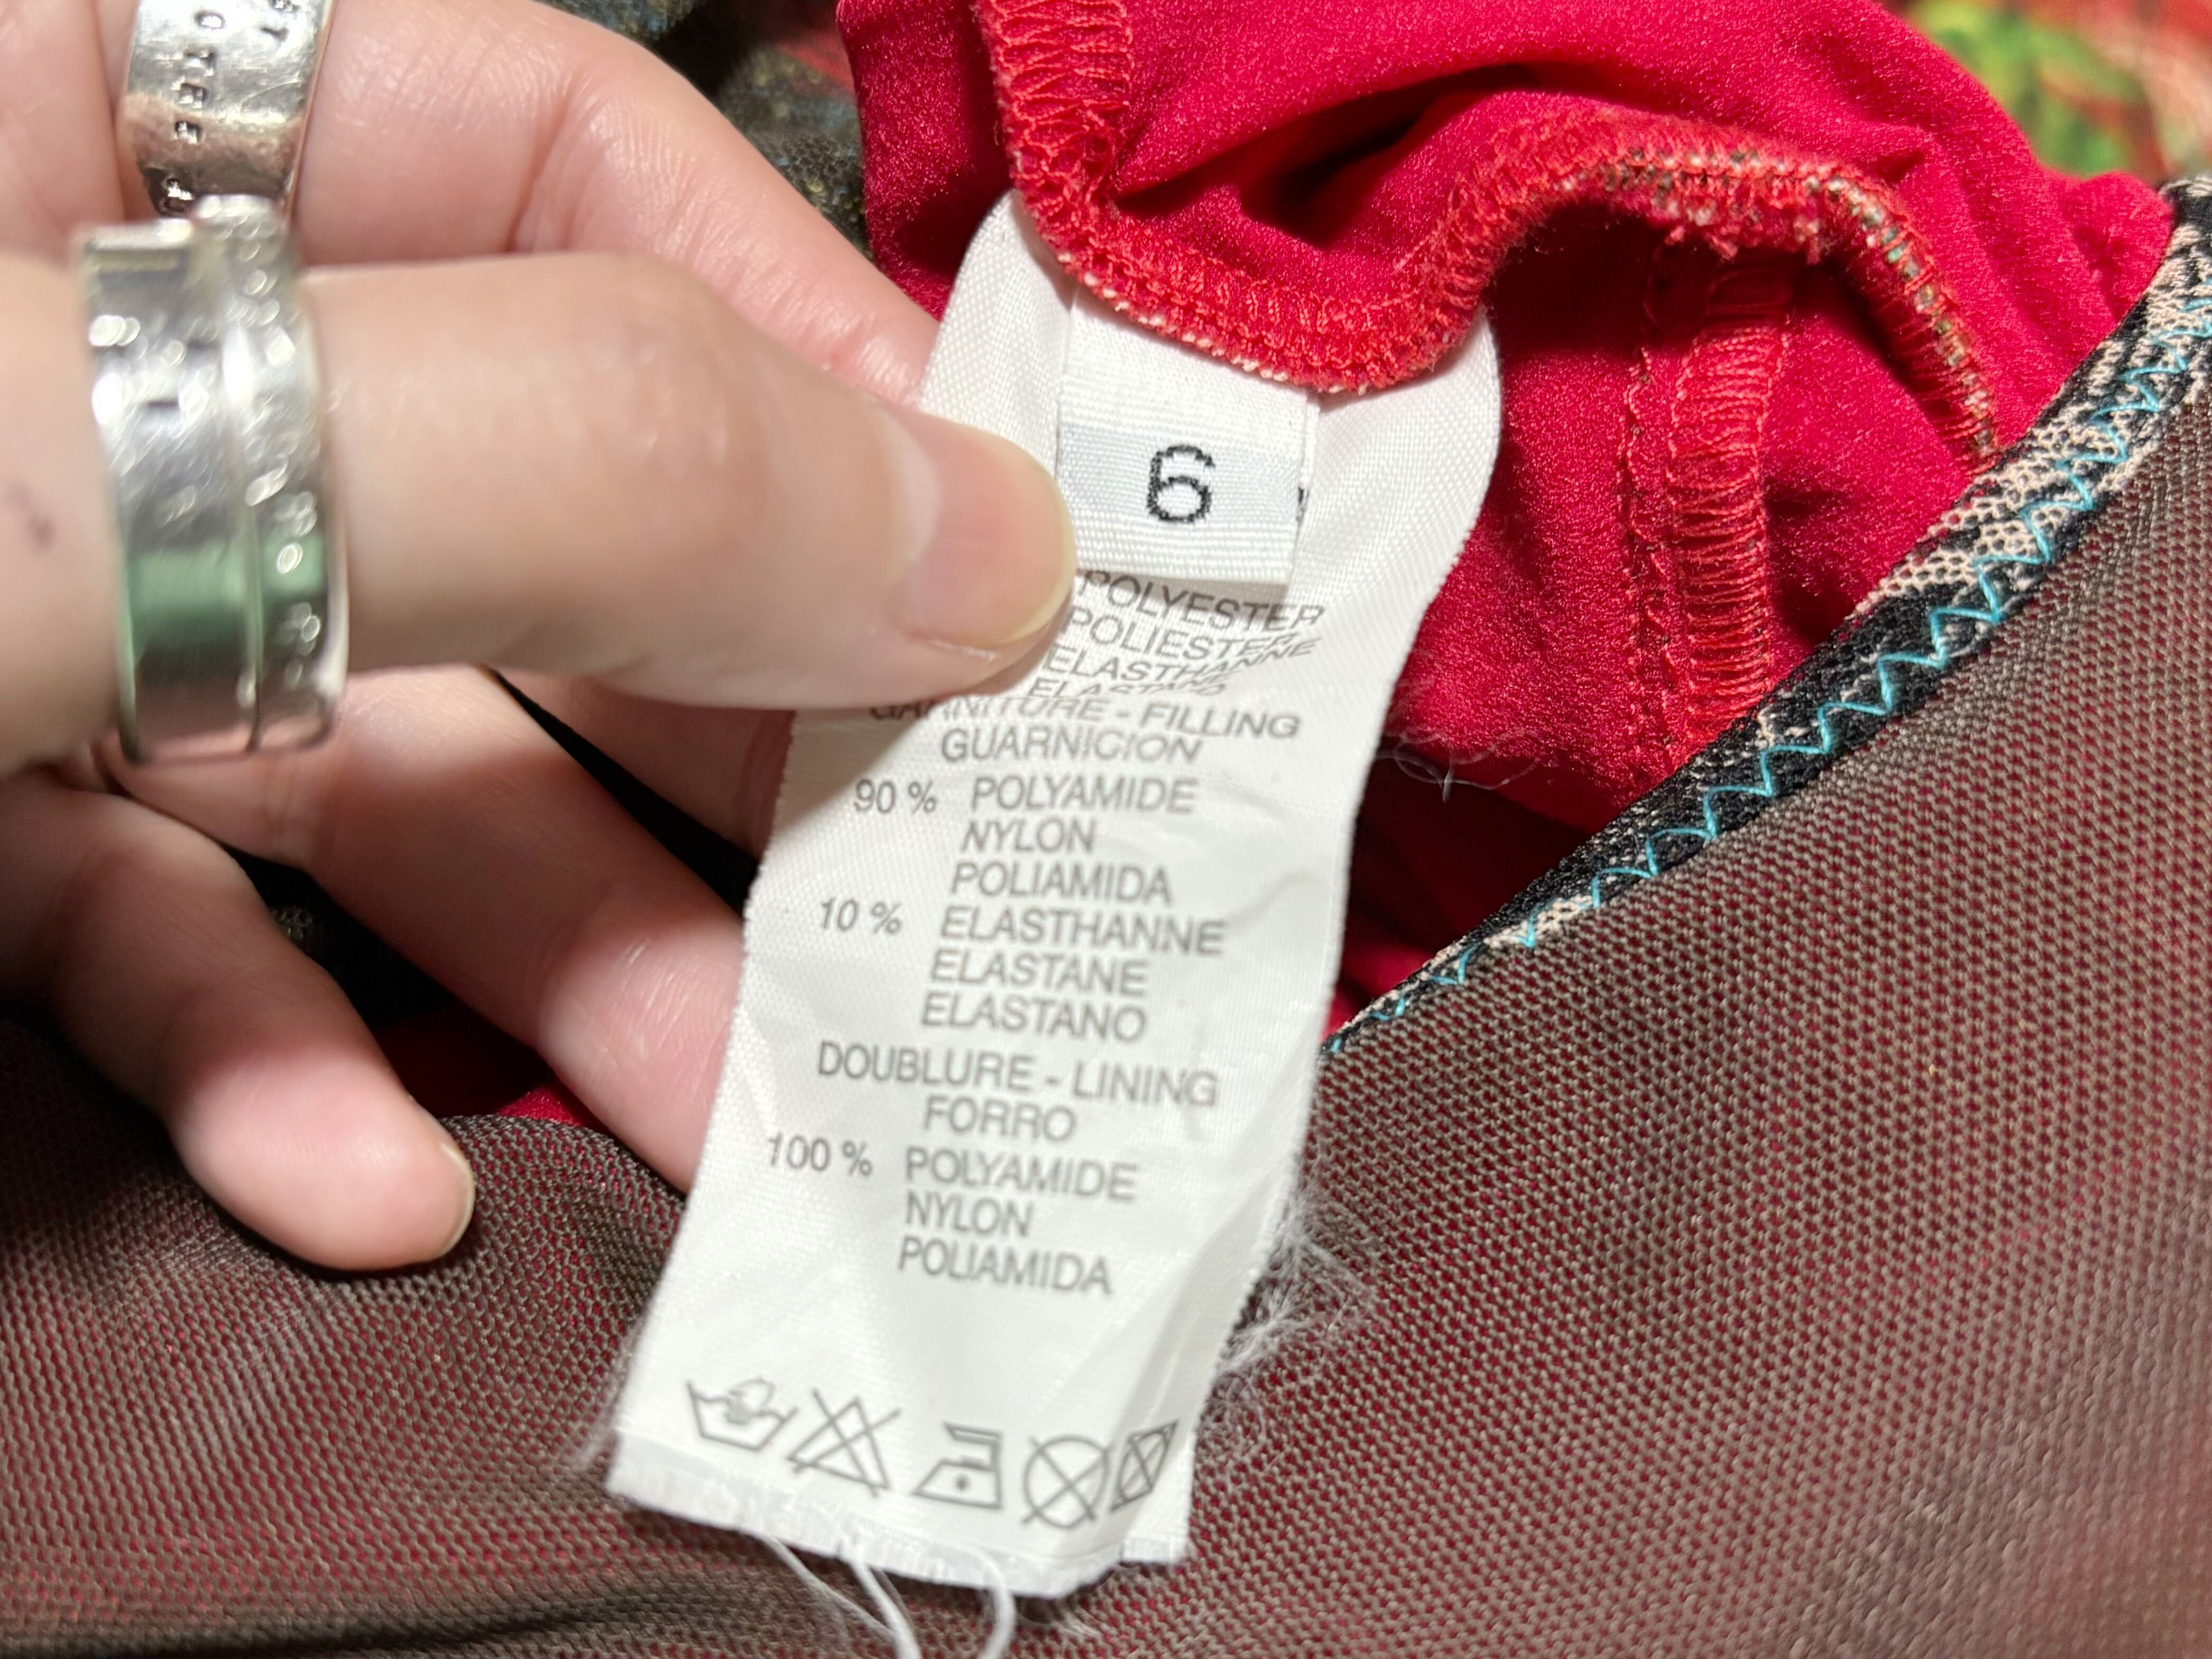 6
POLYESTER
POLIESTER
ELASTHANNE
ELASTANO
GARNITURE - FILLING
GUARNICION
90 % POLYAMIDE
NYLON
POLIAMIDA
10 % ELASTHANNE
ELASTANE
ELASTANO
DOUBLURE - LINING
FORRO
100 % POLYAMIDE
NYLON
POLIAMIDA